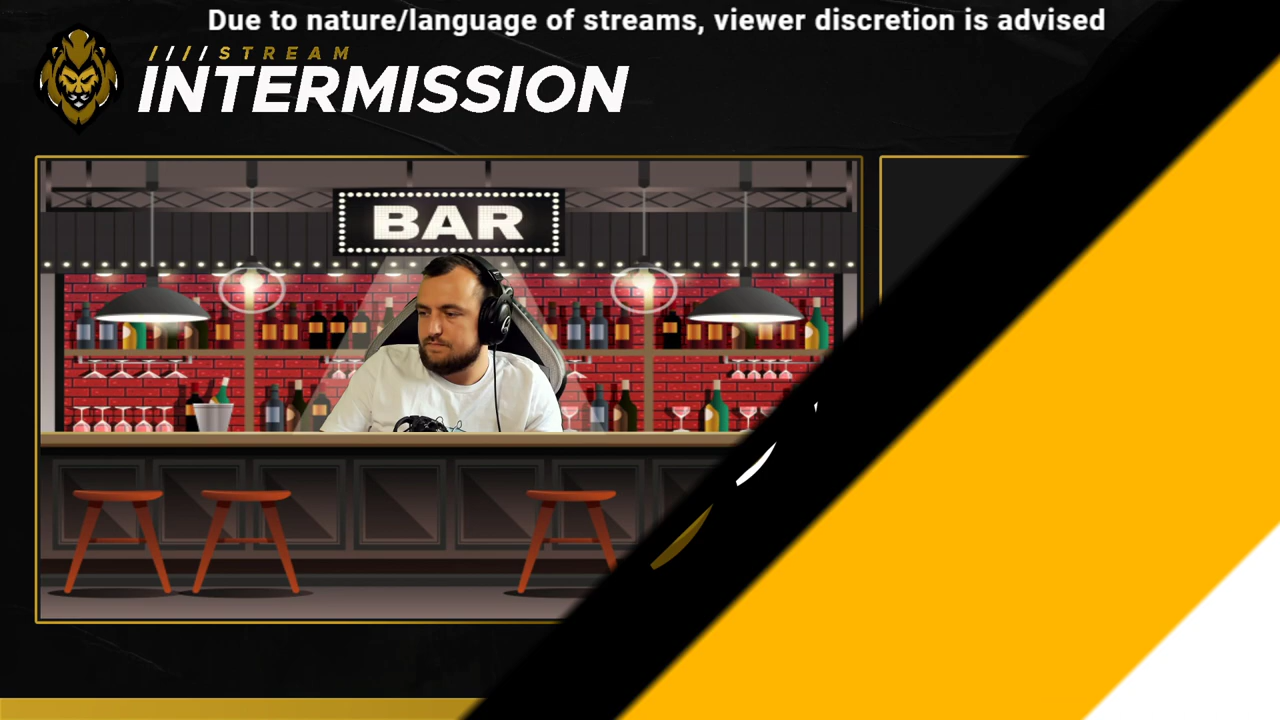 Due to nature/language of streams, viewer discretion is advised
////STREAM
INTERMISSION
BAR